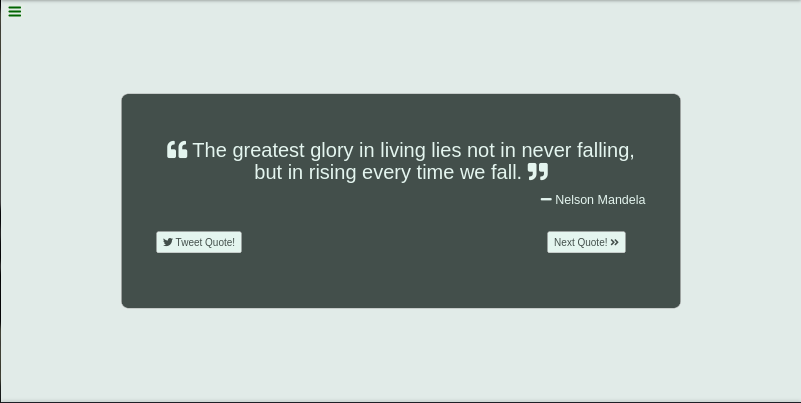 ❝ The greatest glory in living lies not in never falling,
but in rising every time we fall. ❞
— Nelson Mandela
Tweet Quote!
Next Quote! »